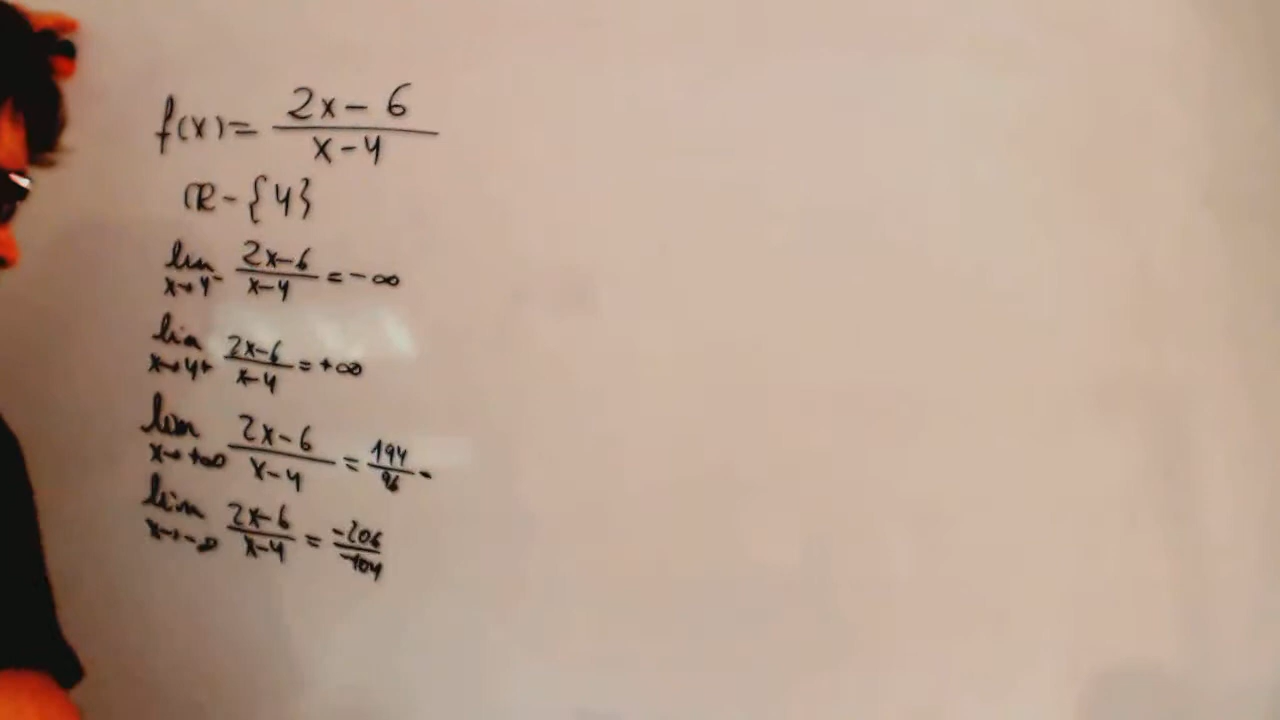 f(x) = (2x - 6)/(x - 4)
ℝ - {4}
lim x→4⁻ (2x-6)/(x-4) = -∞
lim x→4⁺ (2x-6)/(x-4) = +∞
lim x→+∞ (2x-6)/(x-4) = 194/96 -
lim x→-∞ (2x-6)/(x-4) = -206/-104